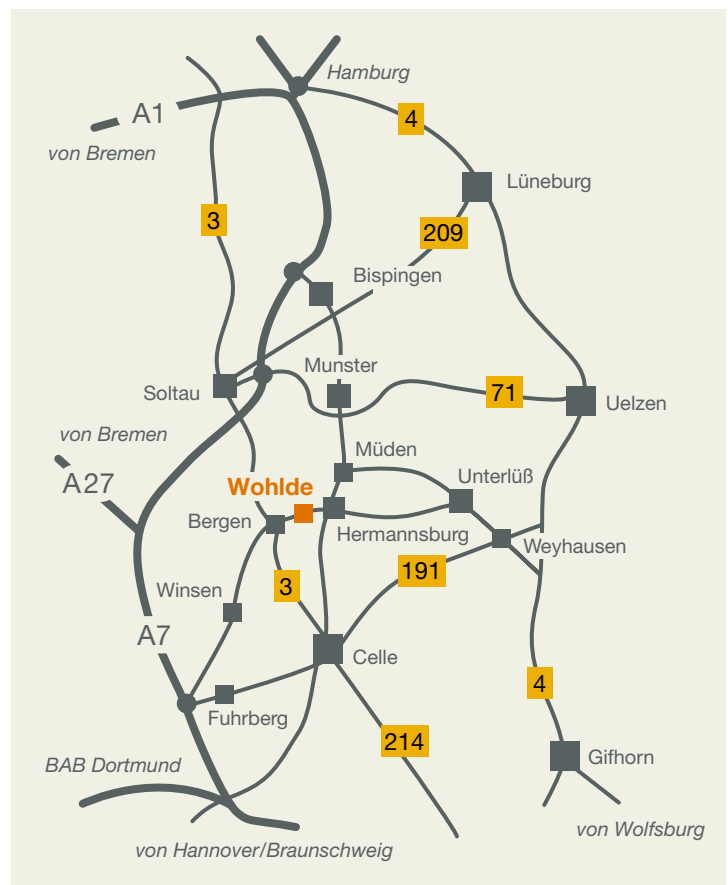 Hamburg
A1
4
von Bremen
Lüneburg
3
209
Bispingen
Munster
Soltau
71
Uelzen
von Bremen
Müden
A27
Wohlde
Unterlüß
Bergen
Hermannsburg
Weyhausen
191
3
Winsen
A7
Celle
4
Fuhrberg
214
Gifhorn
BAB Dortmund
von Wolfsburg
von Hannover/Braunschweig